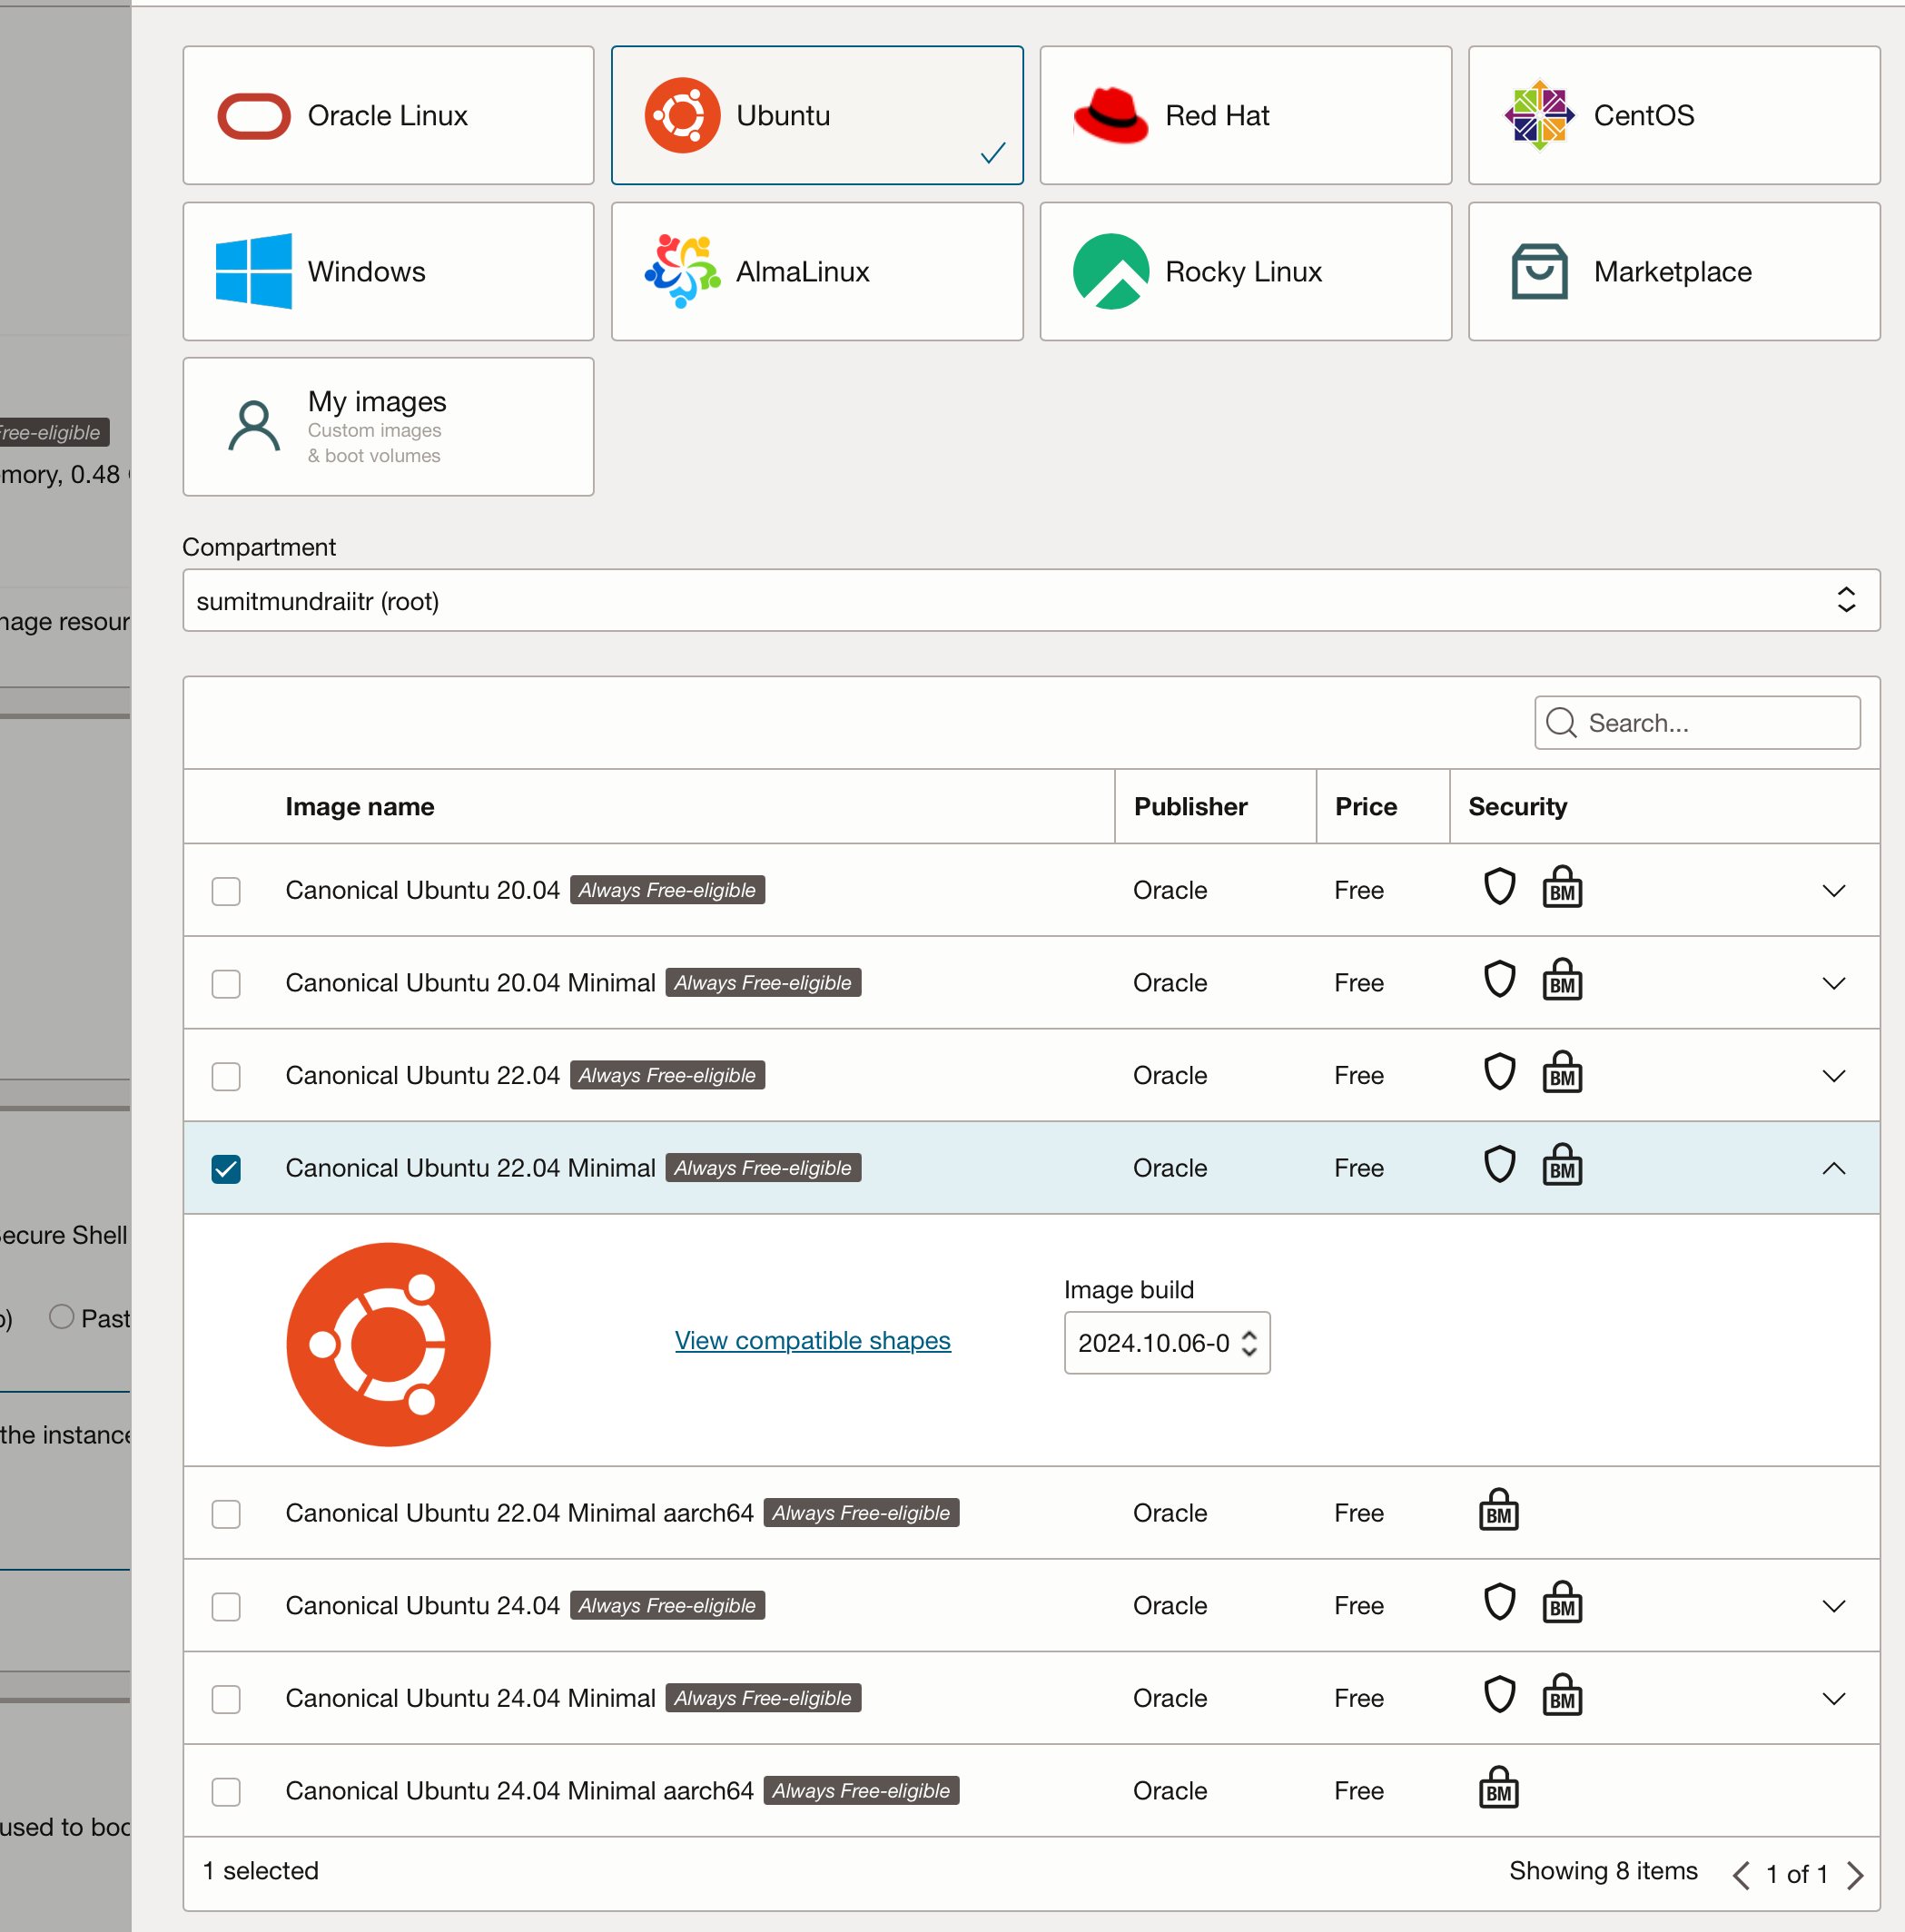 Oracle Linux
Ubuntu
Red Hat
CentOS
Windows
AlmaLinux
Rocky Linux
Marketplace
My images
Custom images
& boot volumes
Free-eligible
mory, 0.48
Compartment
sumitmundraiitr (root)
nage resour
Search...
Image name Publisher Price Security
Canonical Ubuntu 20.04 Always Free-eligible Oracle Free BM
Canonical Ubuntu 20.04 Minimal Always Free-eligible Oracle Free BM
Canonical Ubuntu 22.04 Always Free-eligible Oracle Free BM
Canonical Ubuntu 22.04 Minimal Always Free-eligible Oracle Free BM
ecure Shell
Image build
View compatible shapes
2024.10.06-0
o) Past
the instance
Canonical Ubuntu 22.04 Minimal aarch64 Always Free-eligible Oracle Free BM
Canonical Ubuntu 24.04 Always Free-eligible Oracle Free BM
Canonical Ubuntu 24.04 Minimal Always Free-eligible Oracle Free BM
Canonical Ubuntu 24.04 Minimal aarch64 Always Free-eligible Oracle Free BM
used to boo
1 selected
Showing 8 items
1 of 1